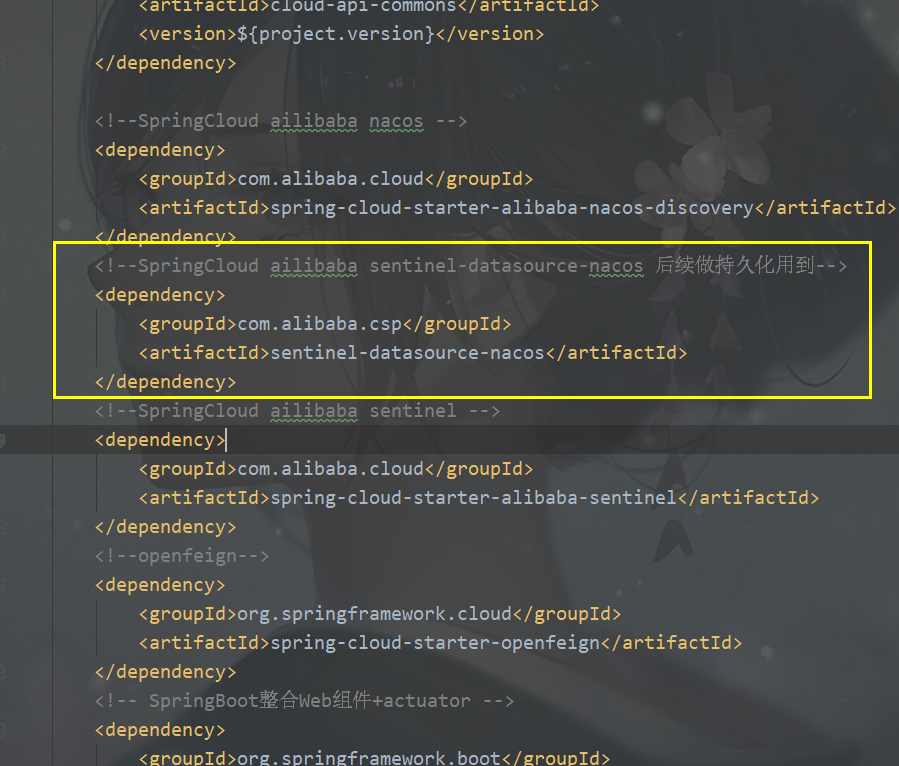 <artifactId>cloud-api-commons</artifactId>
<version>${project.version}</version>
</dependency>
<!--SpringCloud ailibaba nacos -->
<dependency>
<groupId>com.alibaba.cloud</groupId>
<artifactId>spring-cloud-starter-alibaba-nacos-discovery</artifactId>
</dependency>
<!--SpringCloud ailibaba sentinel-datasource-nacos 后续做持久化用到-->
<dependency>
<groupId>com.alibaba.csp</groupId>
<artifactId>sentinel-datasource-nacos</artifactId>
</dependency>
<!--SpringCloud ailibaba sentinel -->
<dependency>
<groupId>com.alibaba.cloud</groupId>
<artifactId>spring-cloud-starter-alibaba-sentinel</artifactId>
</dependency>
<!--openfeign-->
<dependency>
<groupId>org.springframework.cloud</groupId>
<artifactId>spring-cloud-starter-openfeign</artifactId>
</dependency>
<!-- SpringBoot整合Web组件+actuator -->
<dependency>
<groupId>org.springframework.boot</groupId>